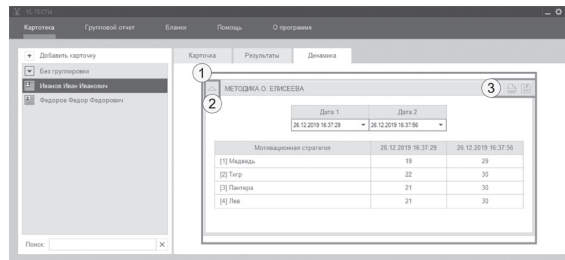 VL-ТЕСТЫ
Картотека Групповой отчет Бланки Помощь О программе
+ Добавить карточку
Без группировки
Иванов Иван Иванович
Федоров Федор Федорович
Поиск:
Карточка Результаты Динамика
1
2
МЕТОДИКА О. ЕЛИСЕЕВА
3
Дата 1 Дата 2
26.12.2019 16:37:29 26.12.2019 16:37:56
Мотивационная стратегия 26.12.2019 16:37:29 26.12.2019 16:37:56
[1] Медведь 19 29
[2] Тигр 22 30
[3] Пантера 21 30
[4] Лев 21 30